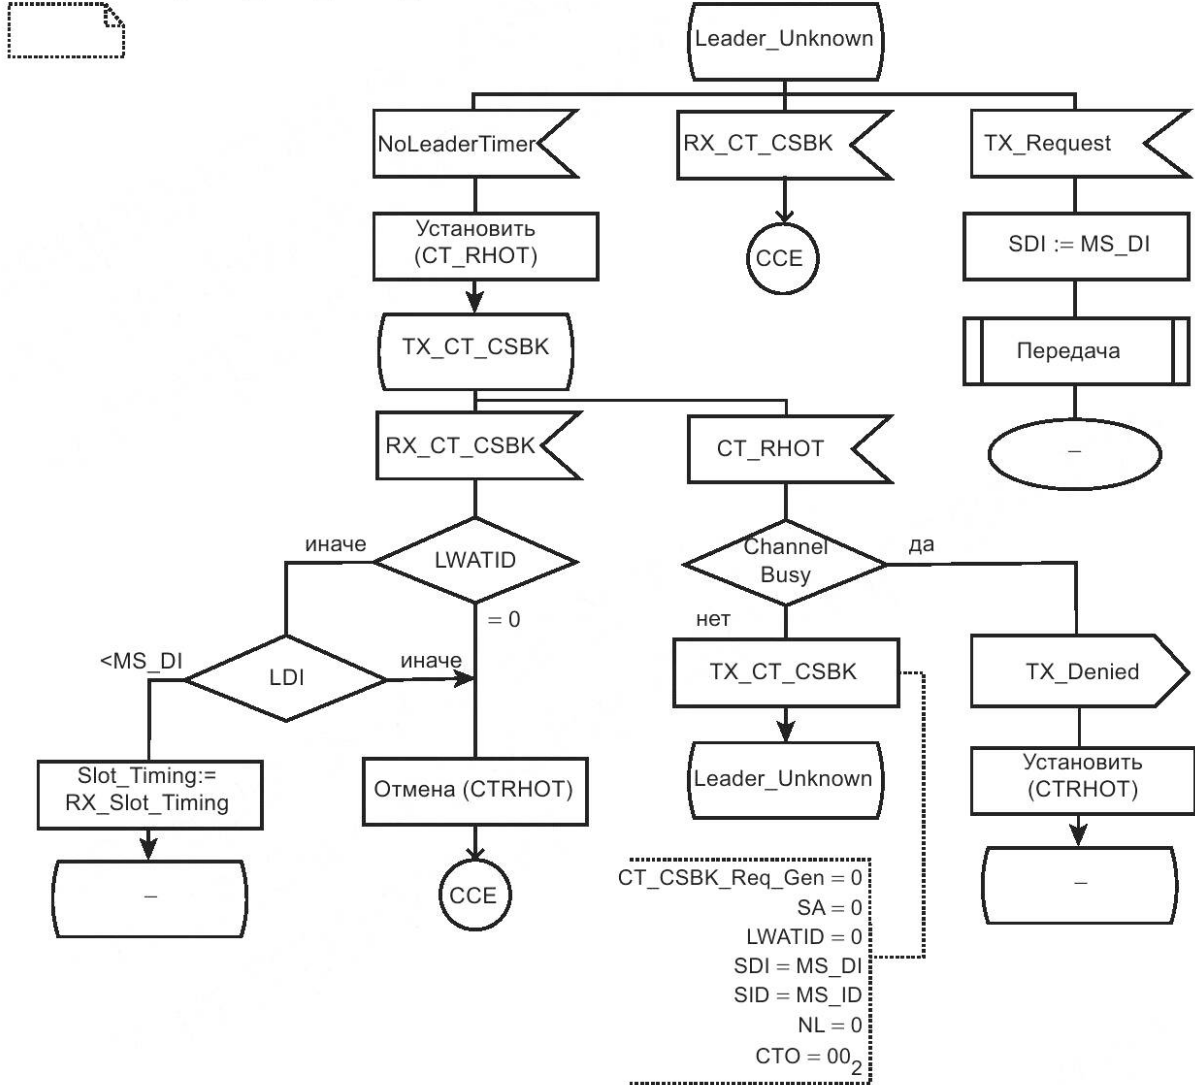 Leader_Unknown
NoLeaderTimer
RX_CT_CSBK
TX_Request
Установить
(CT_RHOT)
CCE
SDI := MS_DI
TX_CT_CSBK
Передача
–
RX_CT_CSBK
CT_RHOT
иначе
LWATID
= 0
Channel
Busy
да
нет
<MS_DI
LDI
иначе
TX_CT_CSBK
TX_Denied
Slot_Timing:=
RX_Slot_Timing
Отмена (CTRHOT)
Leader_Unknown
Установить
(CTRHOT)
–
CCE
–
CT_CSBK_Req_Gen = 0
SA = 0
LWATID = 0
SDI = MS_DI
SID = MS_ID
NL = 0
CTO = 00₂